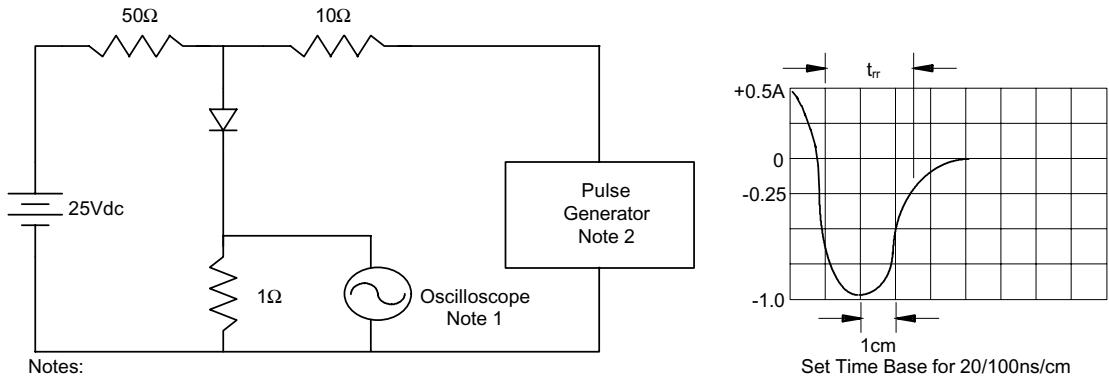 50Ω
10Ω
25Vdc
Pulse
Generator
Note 2
1Ω
Oscilloscope
Note 1
Notes:
trr
+0.5A
0
-0.25
-1.0
1cm
Set Time Base for 20/100ns/cm